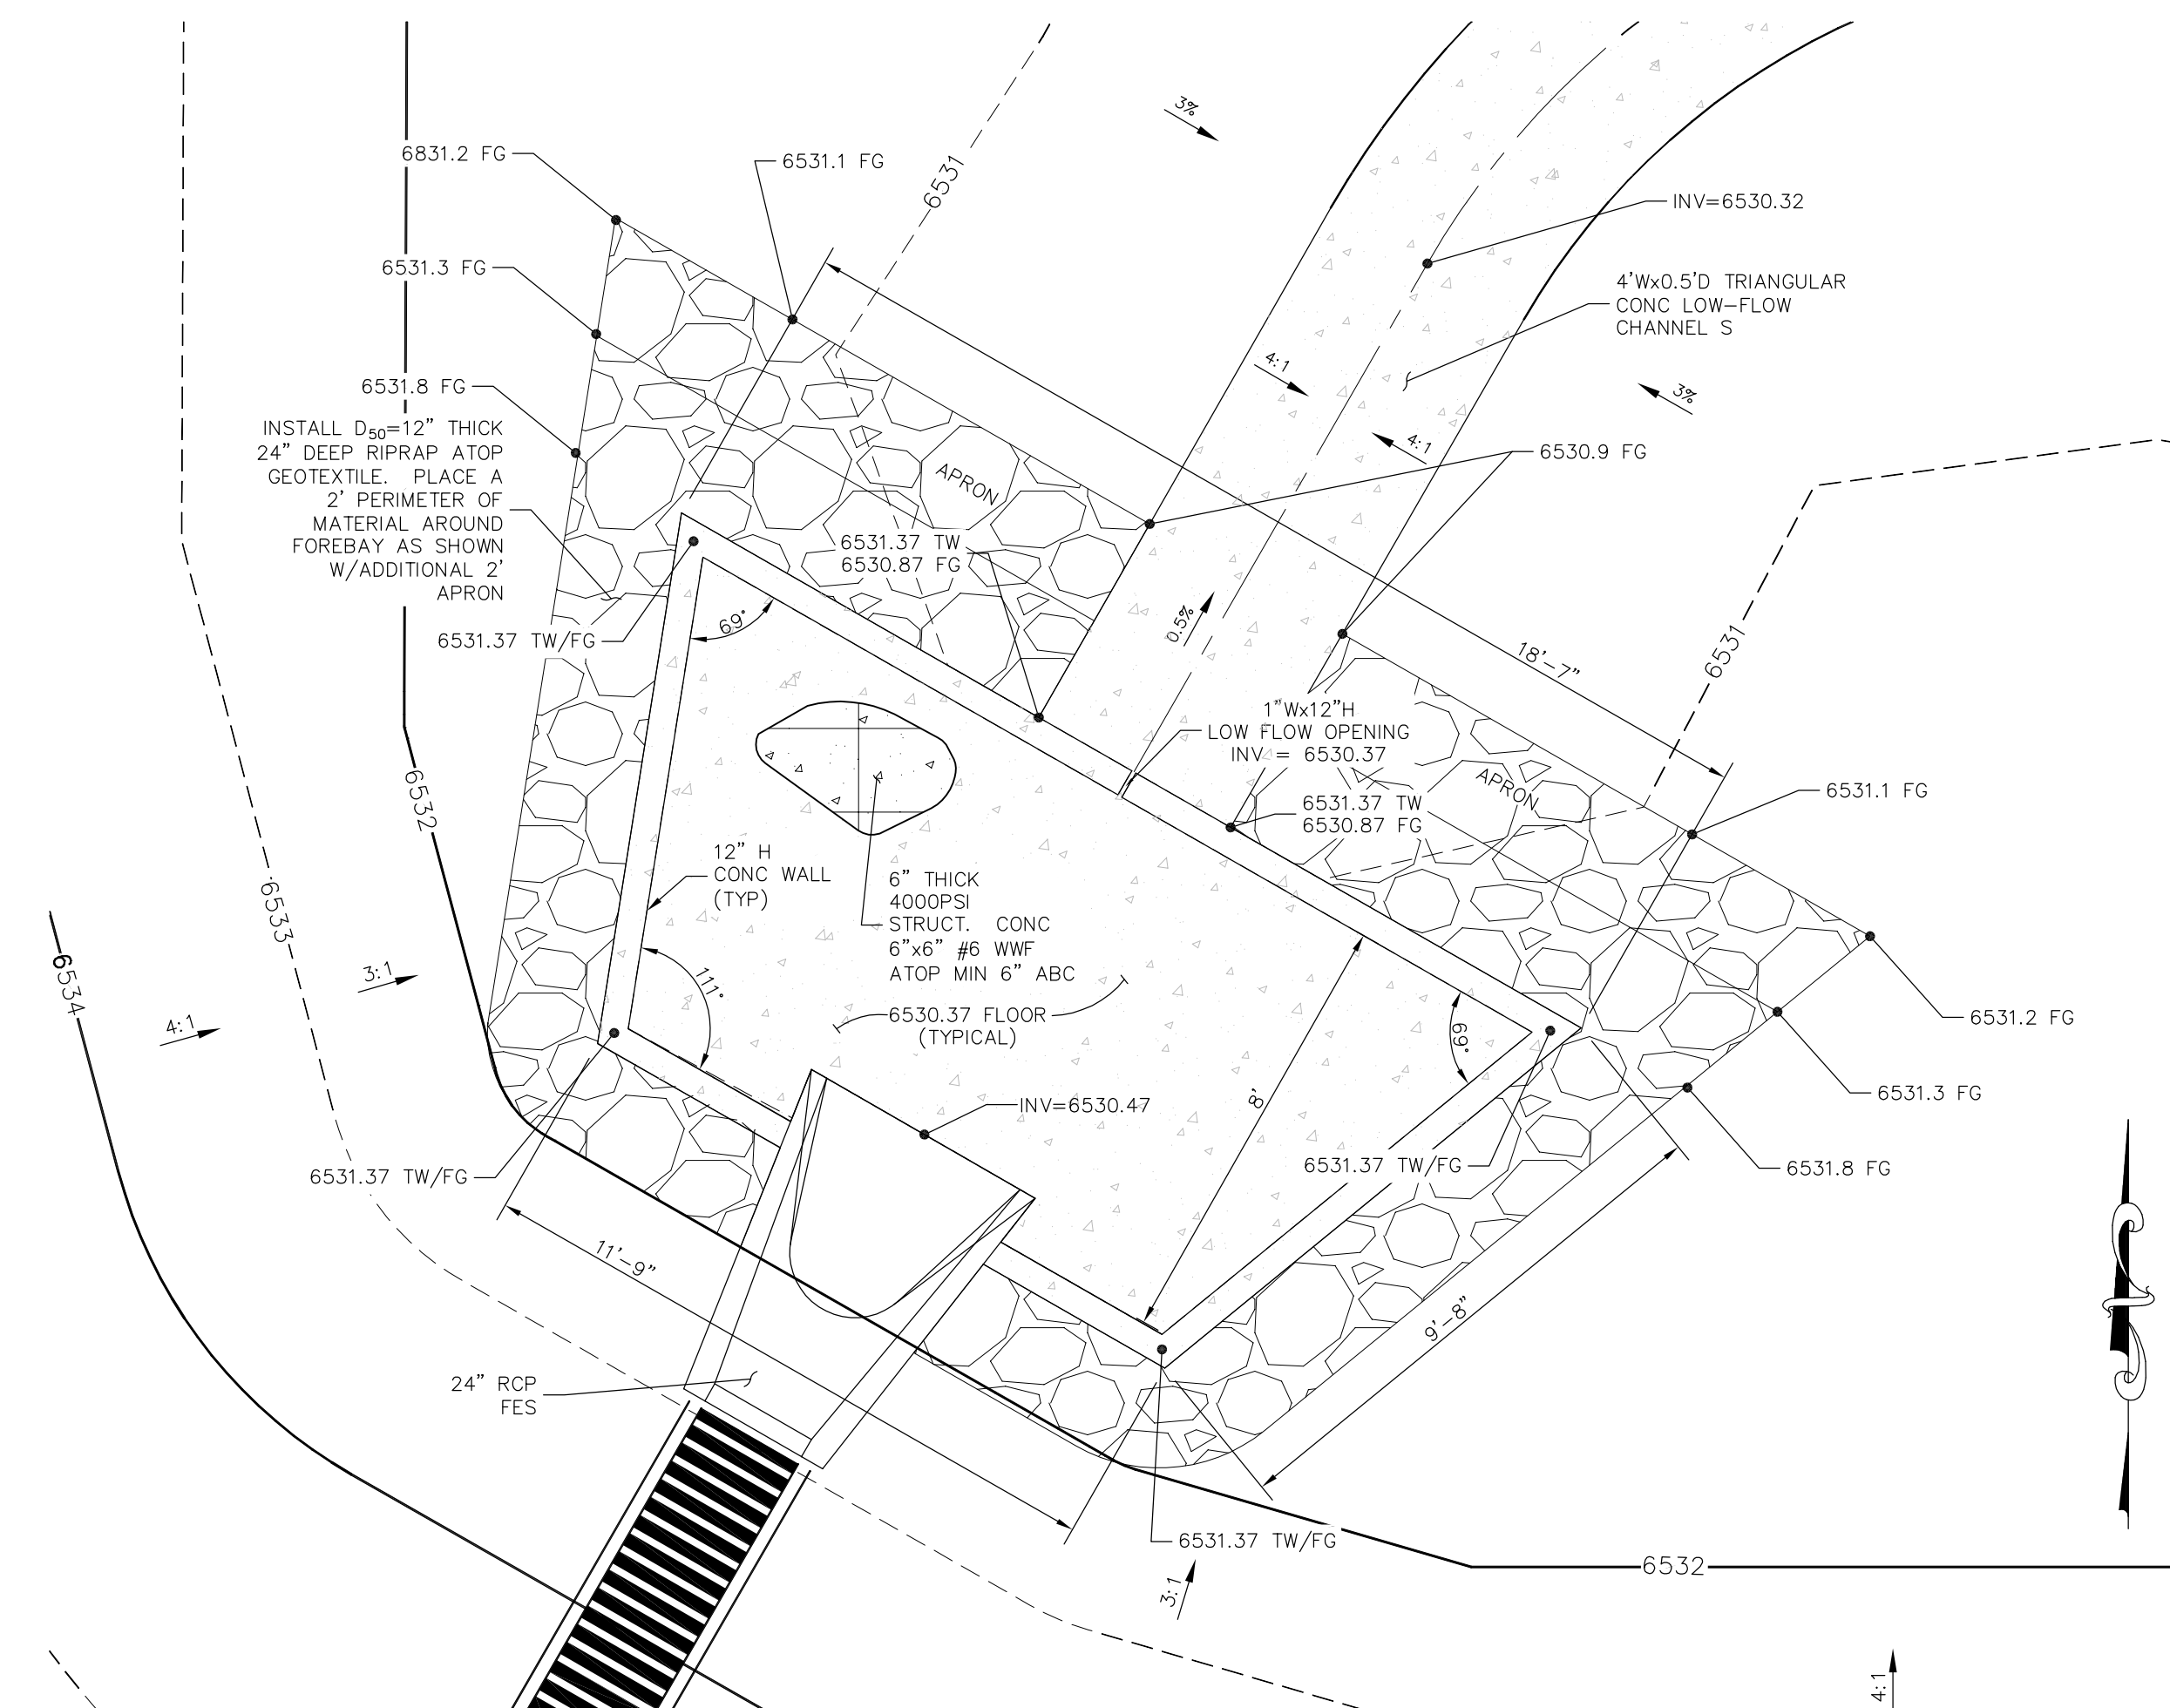 3%
6831.2 FG
6531.1 FG
6531
INV=6530.32
6531.3 FG
4'Wx0.5'D TRIANGULAR
CONC LOW-FLOW
CHANNEL S
4:1
3%
6531.8 FG
4:1
6530.9 FG
INSTALL D50=12" THICK
24" DEEP RIPRAP ATOP
GEOTEXTILE. PLACE A
2' PERIMETER OF
MATERIAL AROUND
FOREBAY AS SHOWN
W/ADDITIONAL 2'
APRON
APRON
6531.37 TW
6530.87 FG
0.5%
69°
6531.37 TW/FG
18'-7"
6531
1"Wx12"H
LOW FLOW OPENING
INV = 6530.37
APRON
6531.1 FG
6531.37 TW
6530.87 FG
6532
12" H
CONC WALL
(TYP)
6" THICK
4000PSI
STRUCT. CONC
6"x6" #6 WWF
ATOP MIN 6" ABC
6533
6534
3:1
4:1
111°
6530.37 FLOOR
(TYPICAL)
69°
6531.2 FG
8'
6531.3 FG
INV=6530.47
6531.37 TW/FG
6531.8 FG
6531.37 TW/FG
11'-9"
9'-8"
24" RCP
FES
6531.37 TW/FG
6532
3:1
4:1